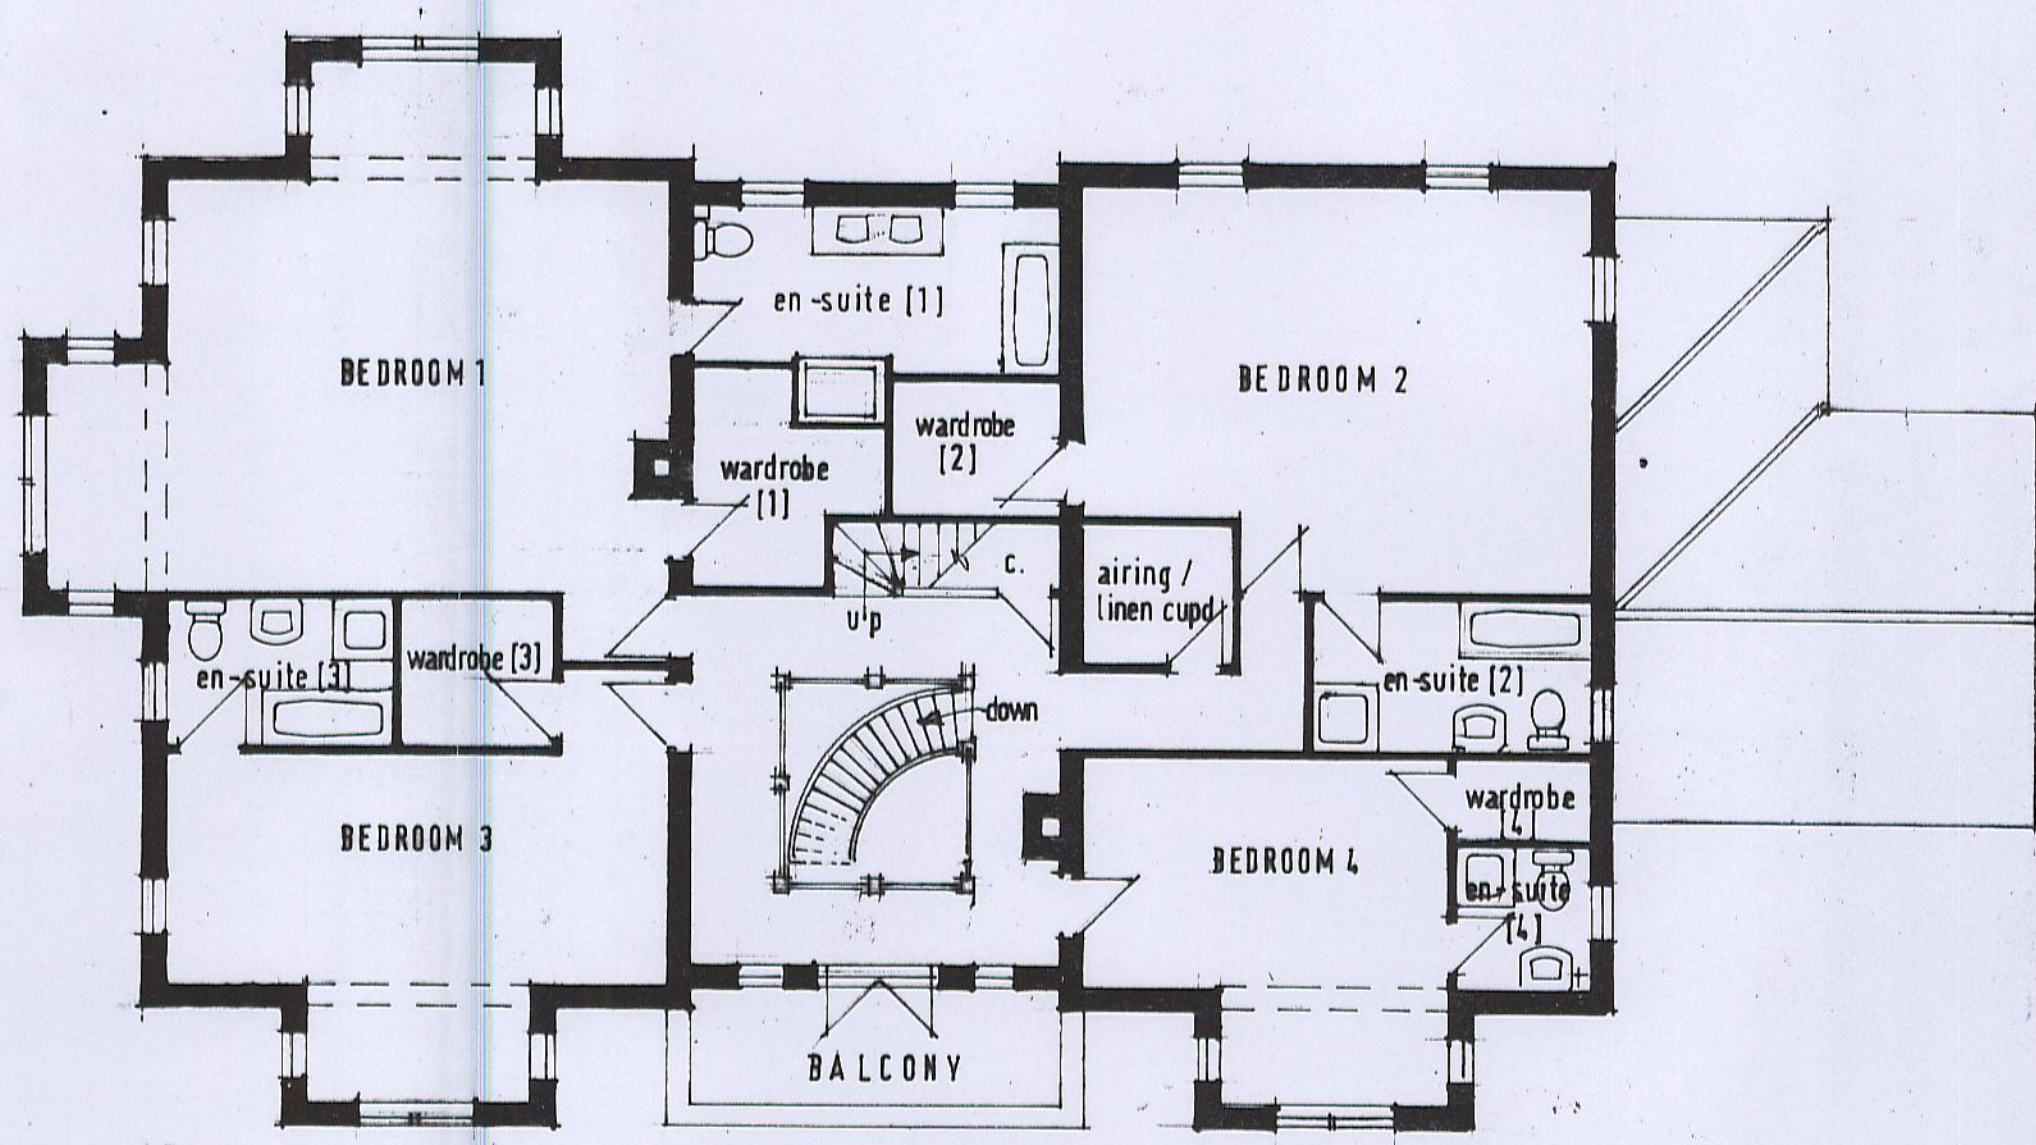 en-suite [1]
BEDROOM 1
BEDROOM 2
wardrobe
[2]
wardrobe
[1]
c.
airing /
linen cupd
up
wardrobe [3]
en-suite [3]
en-suite [2]
down
wardrobe
[4]
BEDROOM 3
BEDROOM 4
en-suite
[4]
BALCONY